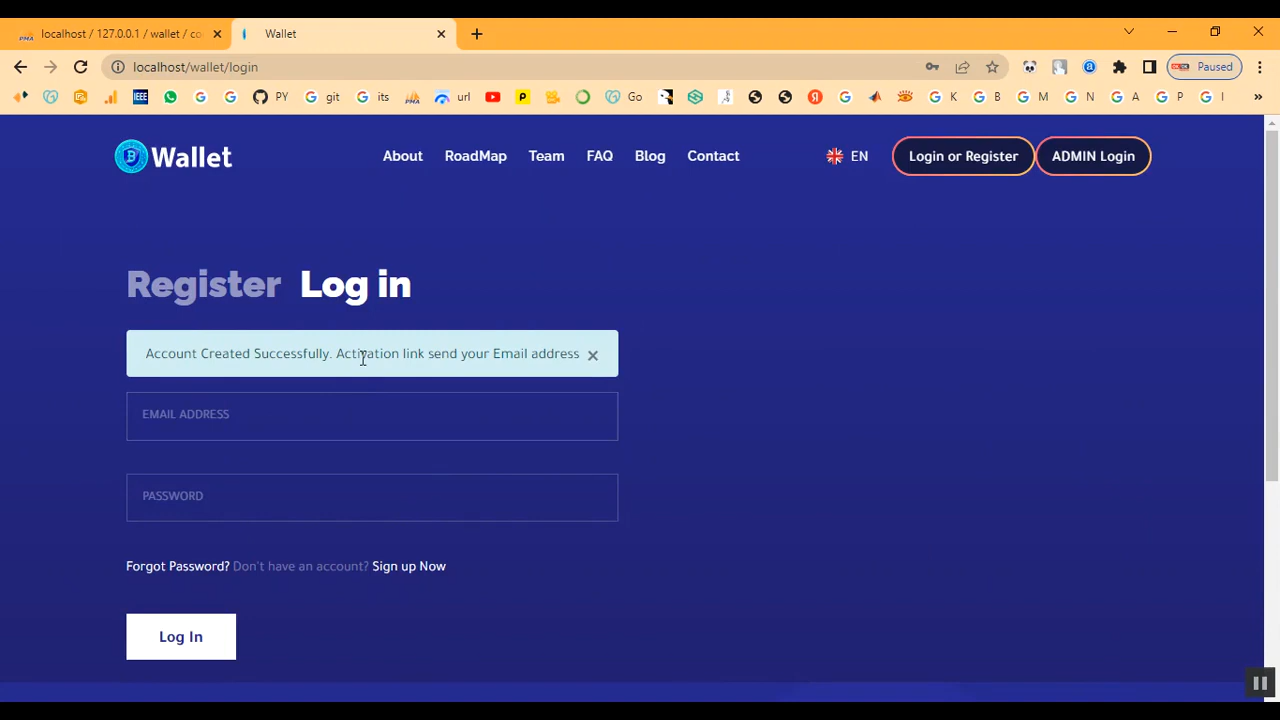 localhost / 127.0.0.1 / wallet / co
Wallet
localhost/wallet/login
Paused
IEEE
PY
git
its
url
Go
K
B
M
N
A
P
I
Wallet
About
RoadMap
Team
FAQ
Blog
Contact
EN
Login or Register
ADMIN Login
Register Log in
Account Created Successfully. Activation link send your Email address
EMAIL ADDRESS
PASSWORD
Forgot Password? Don't have an account? Sign up Now
Log In